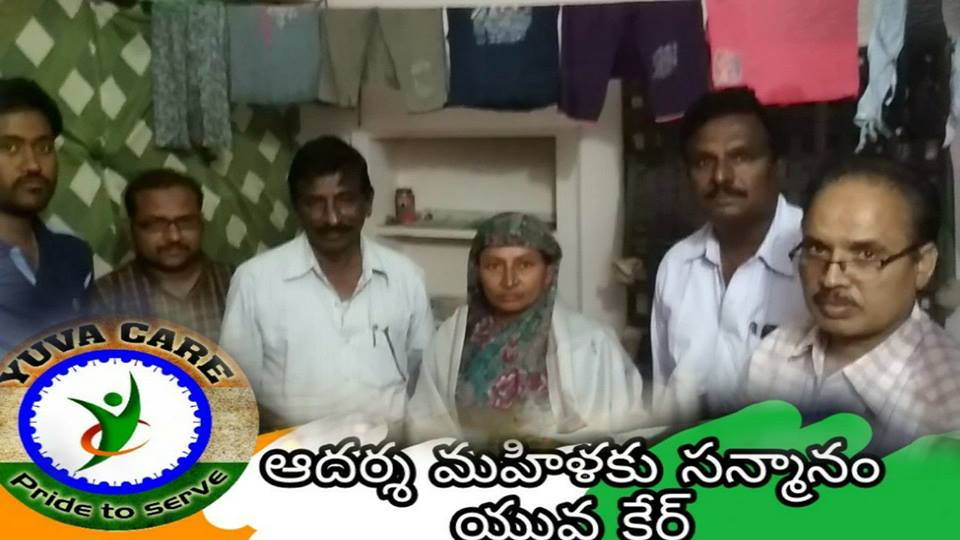 YUVA CARE
Pride to Serve
ఆదర్శ మహిళకు సన్మానం
యువ కేర్